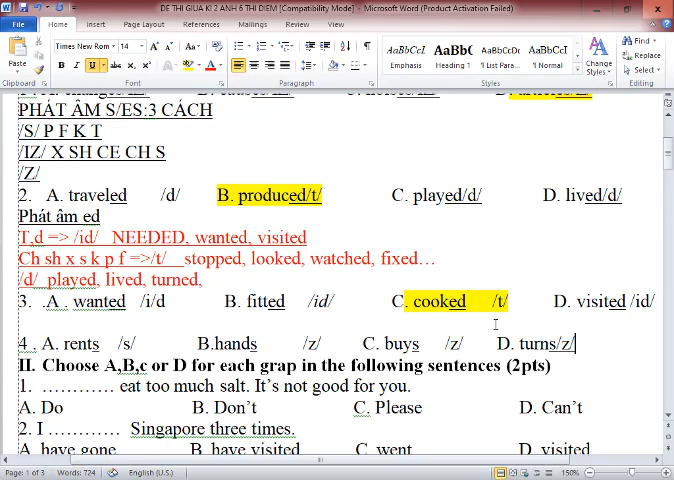 DE THI GIUA KI 2 ANH 6 THI DIEM [Compatibility Mode] - Microsoft Word (Product Activation Failed)
File Home Insert Page Layout References Mailings Review View
Paste
Times New Rom 14
Clipboard Font Paragraph Styles Editing
AaBbCcL AaBbC AaBbCcDc AaBbCcI
Emphasis Heading 1 ¶ List Para... ¶ Normal
Change Styles
Find
Replace
Select
PHÁT ÂM S/ES:3 CÁCH
/S/ P F K T
/IZ/ X SH CE CH S
/Z/
2. A. traveled /d/ B. produced/t/ C. played/d/ D. lived/d/
Phát âm ed
T,d => /id/ NEEDED, wanted, visited
Ch sh x s k p f =>/t/ stopped, looked, watched, fixed…
/d/ played, lived, turned,
3. .A . wanted /i/d B. fitted /id/ C. cooked /t/ D. visited /id/
4 . A. rents /s/ B.hands /z/ C. buys /z/ D. turns/z/
II. Choose A,B,c or D for each grap in the following sentences (2pts)
1. ………… eat too much salt. It’s not good for you.
A. Do B. Don’t C. Please D. Can’t
2. I ………… Singapore three times.
A. have gone B. have visited C. went D. visited
Page: 1 of 3 Words: 724 English (U.S.) 150%